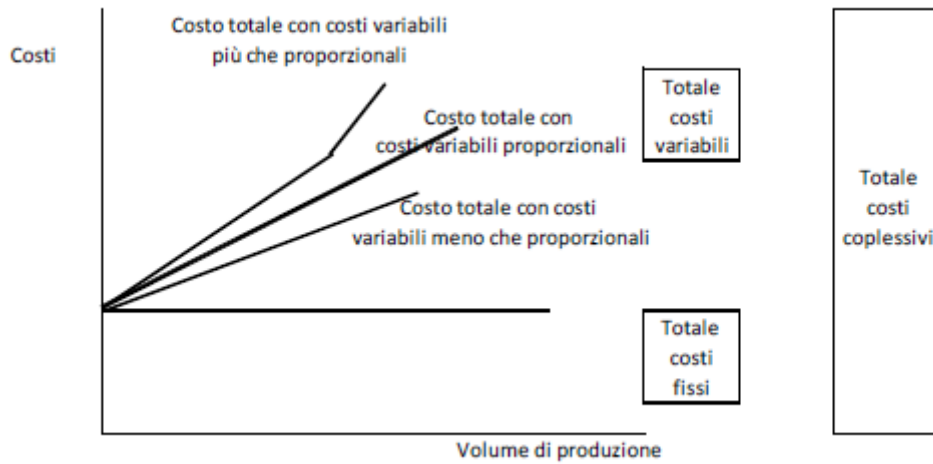 Costo totale con costi variabili
più che proporzionali
Costi
Totale
costi
variabili
Costo totale con
costi variabili proporzionali
Totale
costi
coplessivi
Costo totale con costi
variabili meno che proporzionali
Totale
costi
fissi
Volume di produzione